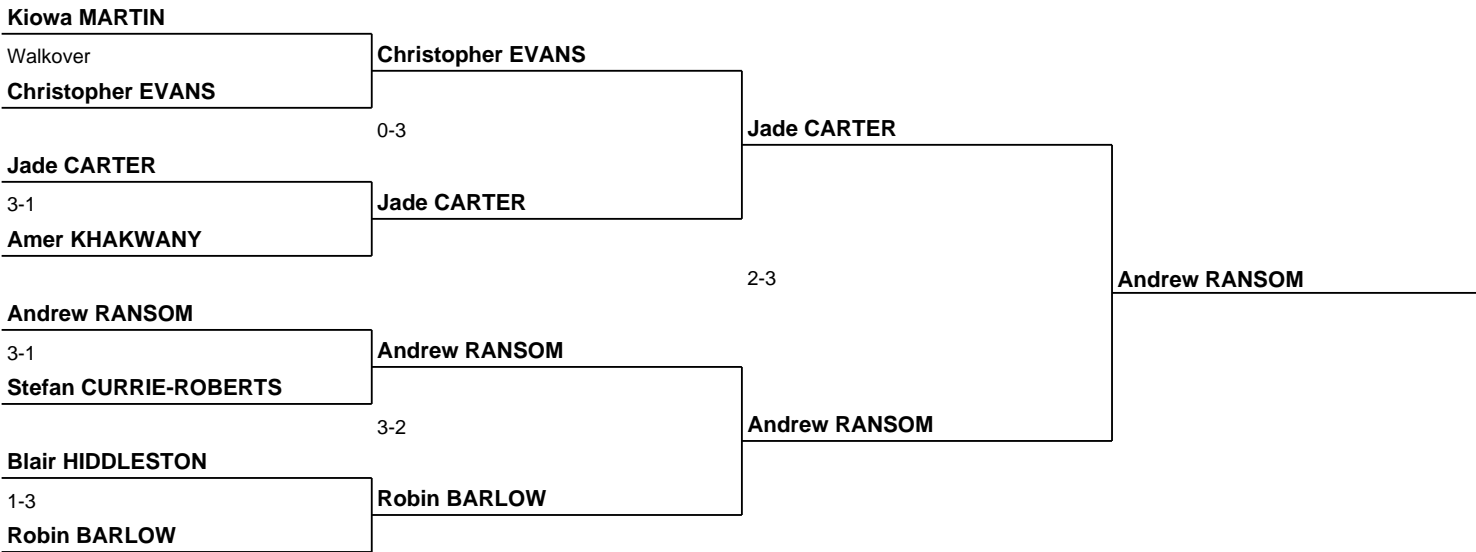 Kiowa MARTIN
Walkover
Christopher EVANS
Christopher EVANS
0-3
Jade CARTER
Jade CARTER
3-1
Jade CARTER
Amer KHAKWANY
2-3
Andrew RANSOM
Andrew RANSOM
3-1
Andrew RANSOM
Stefan CURRIE-ROBERTS
3-2
Andrew RANSOM
Blair HIDDLESTON
1-3
Robin BARLOW
Robin BARLOW